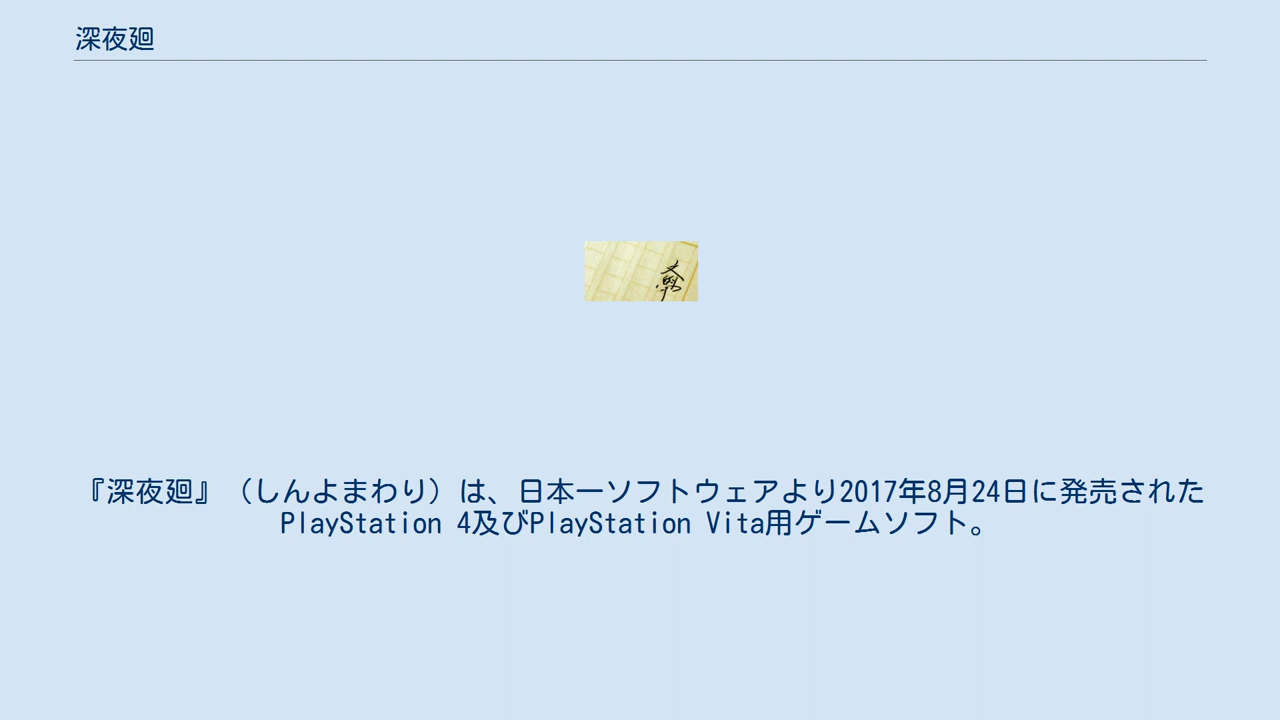 深夜廻
『深夜廻』（しんよまわり）は、日本一ソフトウェアより2017年8月24日に発売された
PlayStation 4及びPlayStation Vita用ゲームソフト。